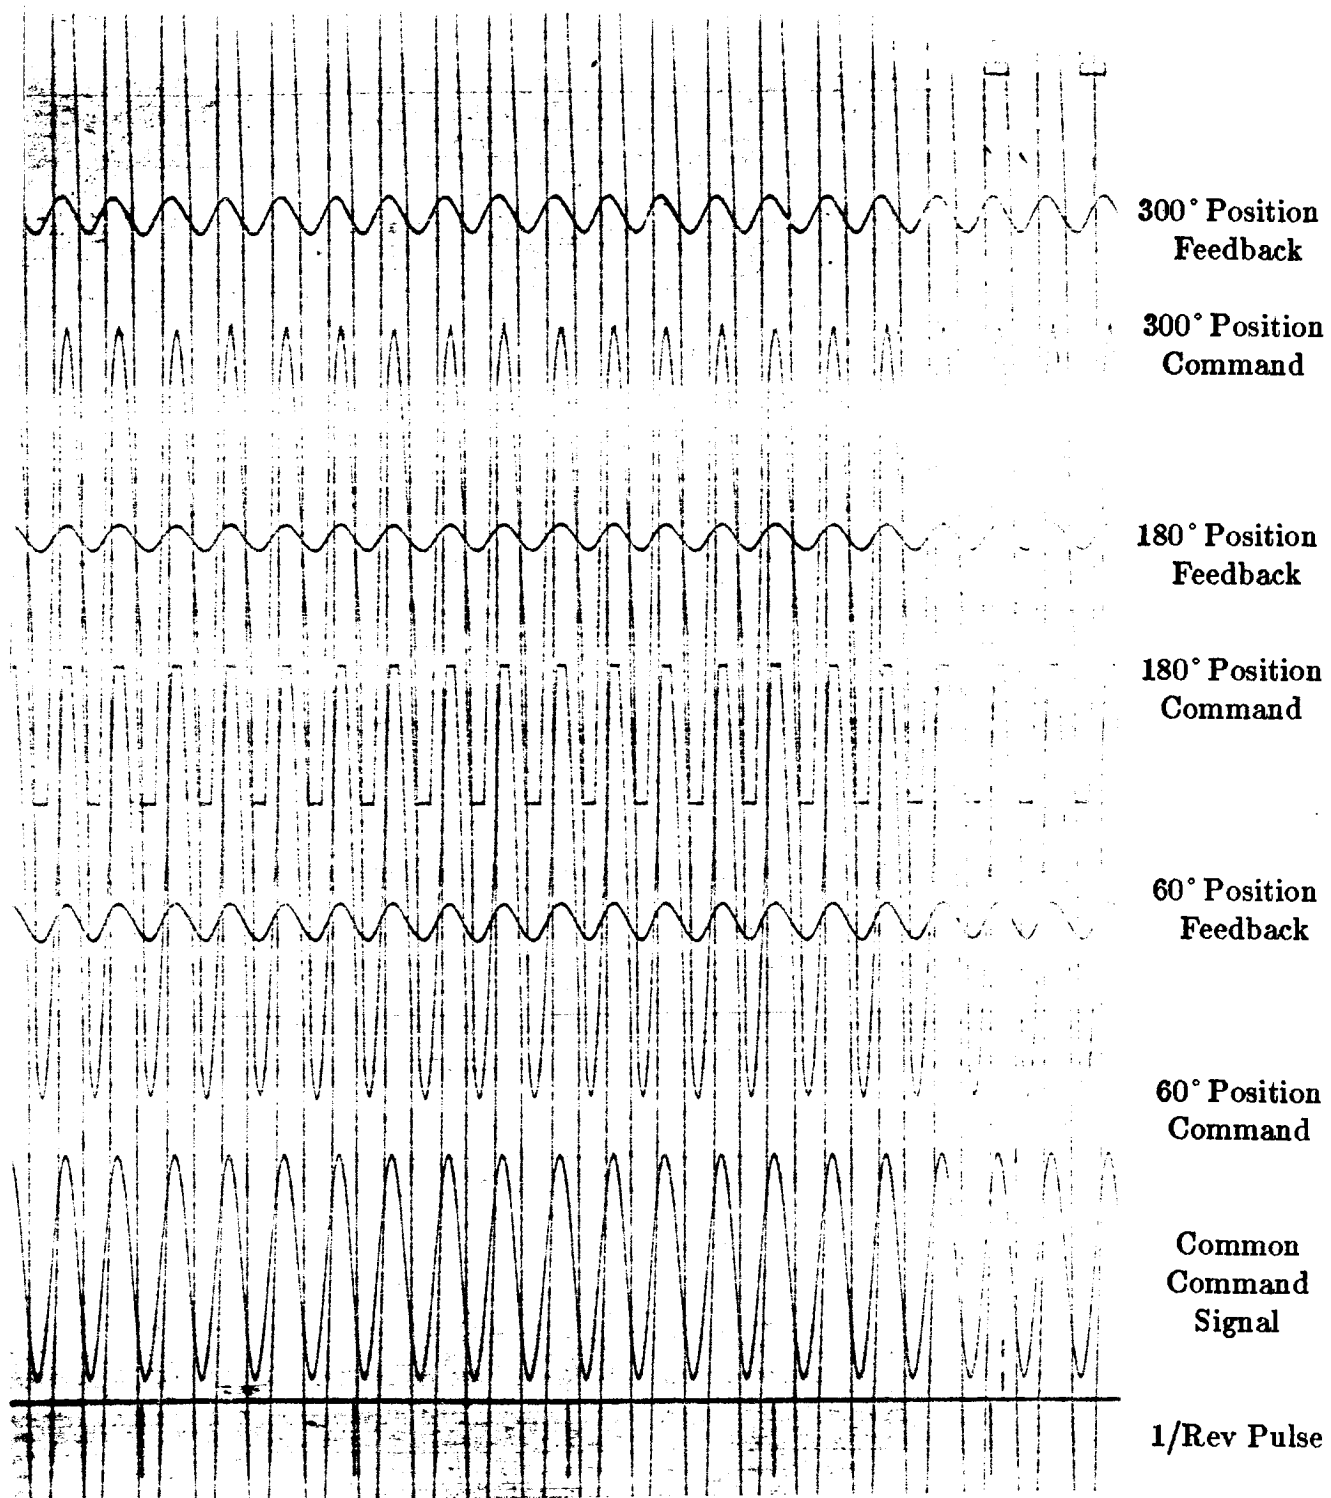 300° Position
Feedback
300° Position
Command
180° Position
Feedback
180° Position
Command
60° Position
Feedback
60° Position
Command
Common
Command
Signal
1/Rev Pulse